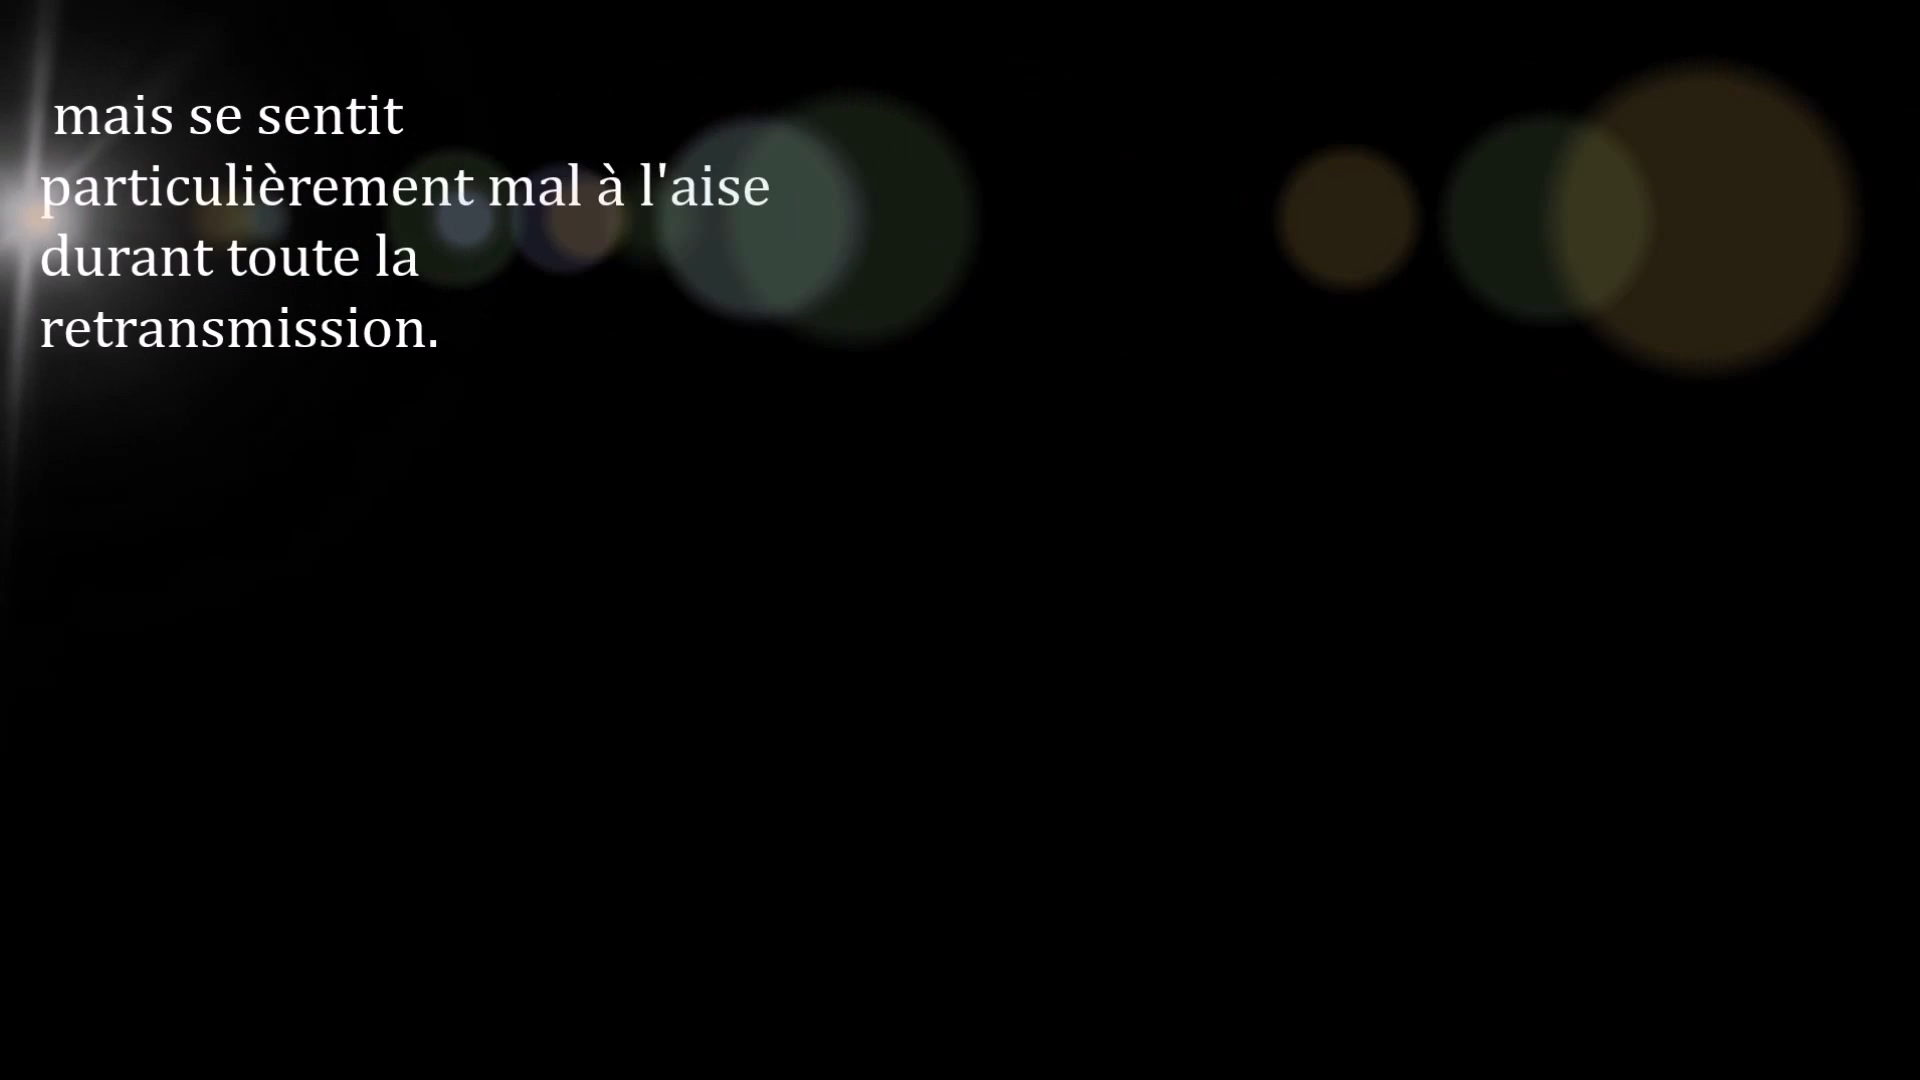 mais se sentit
particulièrement mal à l'aise
durant toute la
retransmission.